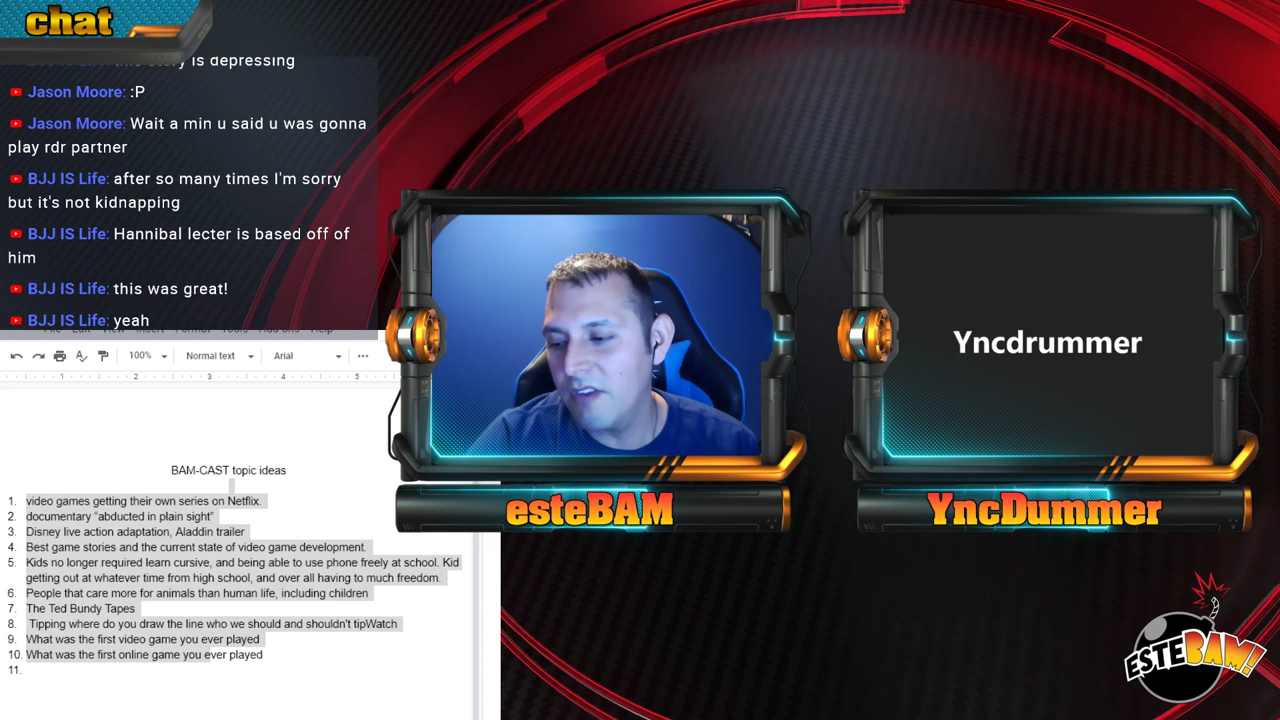 chat
this story is depressing
Jason Moore: :P
Jason Moore: Wait a min u said u was gonna
play rdr partner
BJJ IS Life: after so many times I'm sorry
but it's not kidnapping
BJJ IS Life: Hannibal lecter is based off of
him
BJJ IS Life: this was great!
BJJ IS Life: yeah
100%
Normal text
Arial
1 2 3 4 5
BAM-CAST topic ideas
1. video games getting their own series on Netflix.
2. documentary “abducted in plain sight”
3. Disney live action adaptation, Aladdin trailer
4. Best game stories and the current state of video game development.
5. Kids no longer required learn cursive, and being able to use phone freely at school. Kid
getting out at whatever time from high school, and over all having to much freedom.
6. People that care more for animals than human life, including children
7. The Ted Bundy Tapes
8. Tipping where do you draw the line who we should and shouldn't tipWatch
9. What was the first video game you ever played
10. What was the first online game you ever played
11.
esteBAM
Yncdrummer
YncDummer
ESTEBAM!